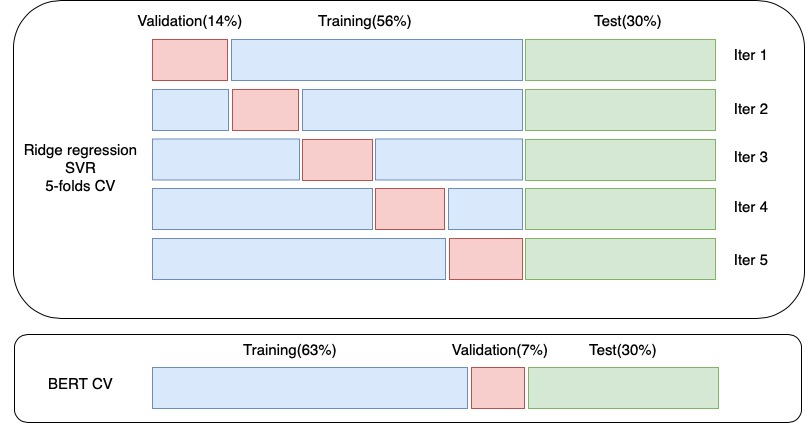 Validation(14%) Training(56%) Test(30%)
Iter 1
Iter 2
Ridge regression
SVR
5-folds CV
Iter 3
Iter 4
Iter 5
Training(63%) Validation(7%) Test(30%)
BERT CV